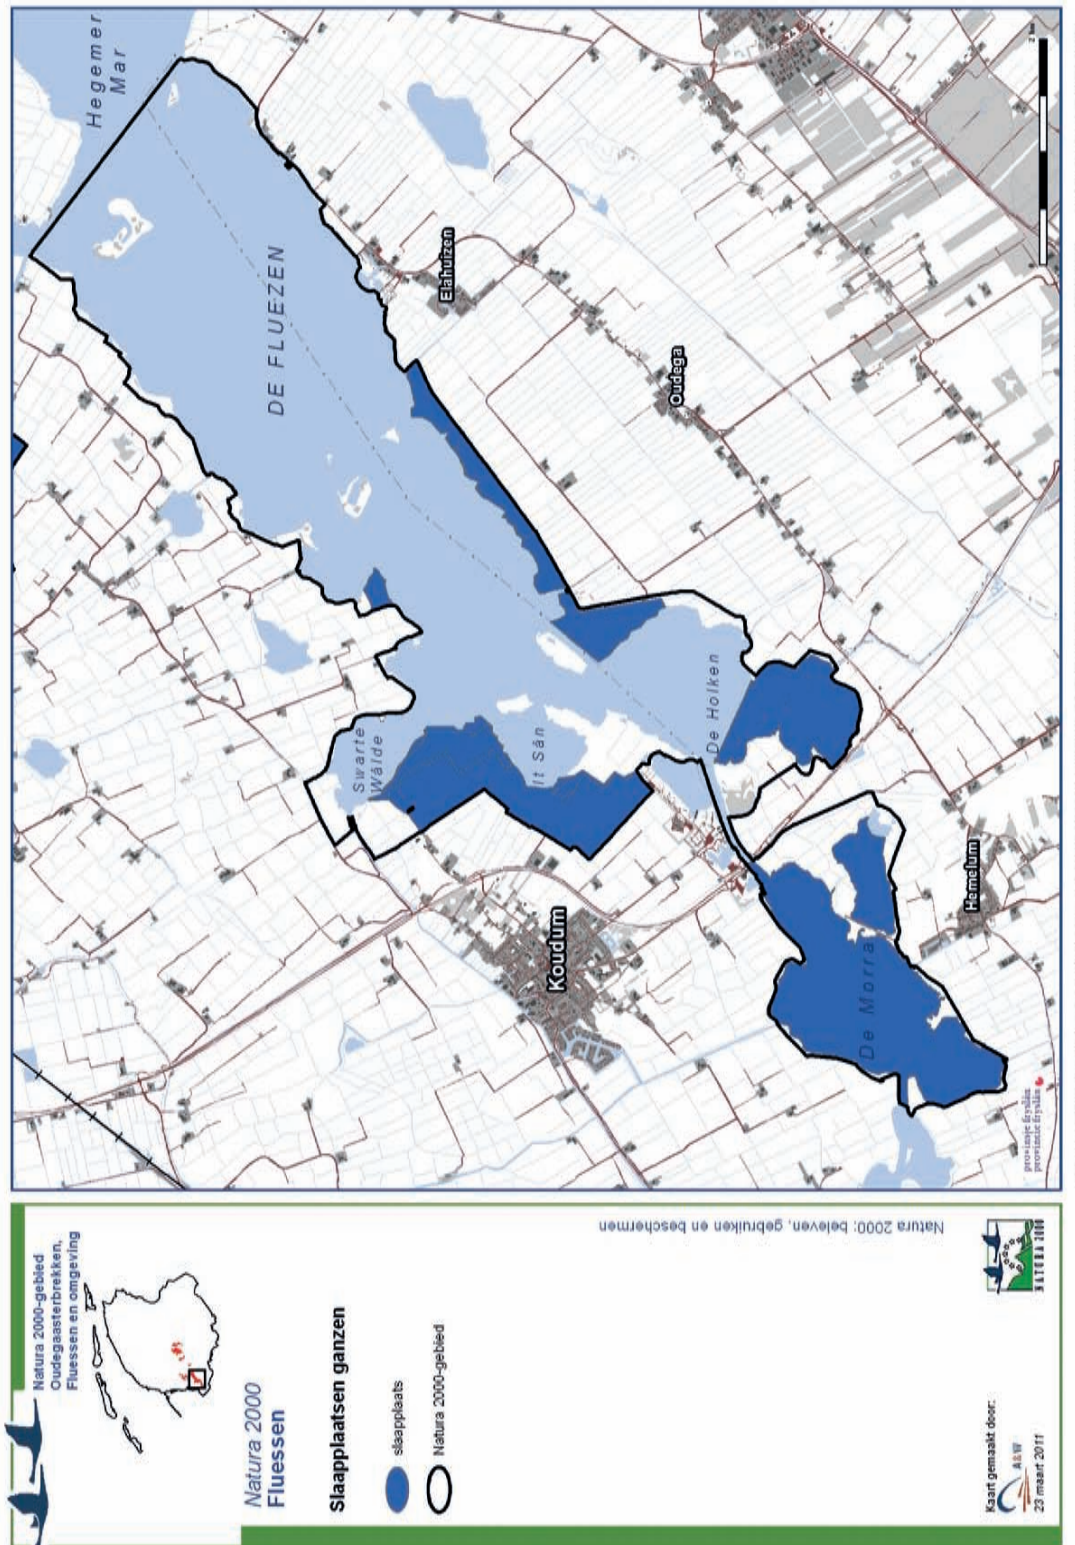 Natura 2000-gebied
Oudegaasterbrekken,
Fluessen en omgeving
Natura 2000
Fluessen
Slaapplaatsen ganzen
slaapplaats
Natura 2000-gebied
Natura 2000: beleven, gebruiken en beschermen
Kaart gemaakt door:
A&W
23 maart 2011
NATURA 2000
Hegemer
Mar
DE FLUEZEN
Elahuizen
Oudega
Swarte
Wâlde
It Sân
De Holken
Koudum
De Morra
Hemelum
provinsje fryslân
provincie fryslân
2 km